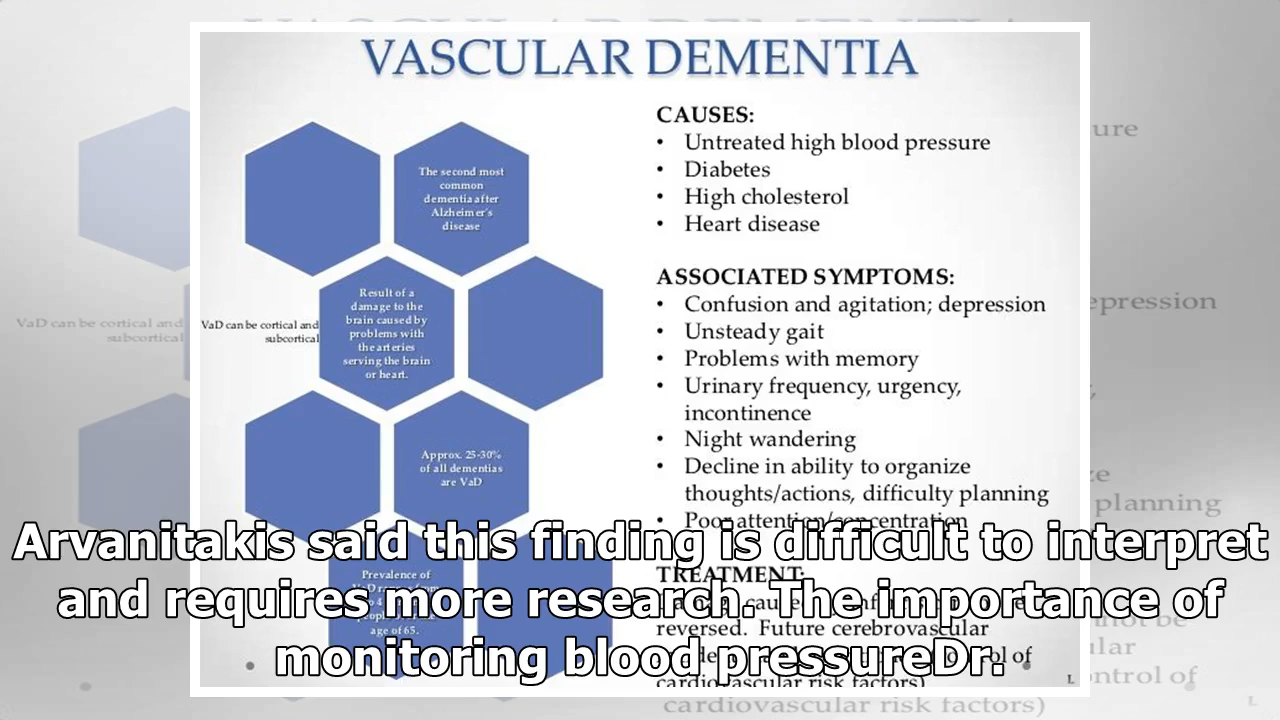 VASCULAR DEMENTIA
The second most
common
dementia after
Alzheimer's
disease
Result of a
damage to the
brain caused by
problems with
the arteries
serving the brain
or heart.
VaD can be cortical and
subcortical
Approx. 25-30%
of all dementias
are VaD
Prevalence of
age of 65.
CAUSES:
• Untreated high blood pressure
• Diabetes
• High cholesterol
• Heart disease
ASSOCIATED SYMPTOMS:
• Confusion and agitation; depression
• Unsteady gait
• Problems with memory
• Urinary frequency, urgency,
incontinence
• Night wandering
• Decline in ability to organize
thoughts/actions, difficulty planning
• Poor attention/concentration
TREATMENT:
reversed. Future cerebrovascular
cardiovascular risk factors)
L
Arvanitakis said this finding is difficult to interpret
and requires more research. The importance of
monitoring blood pressureDr.